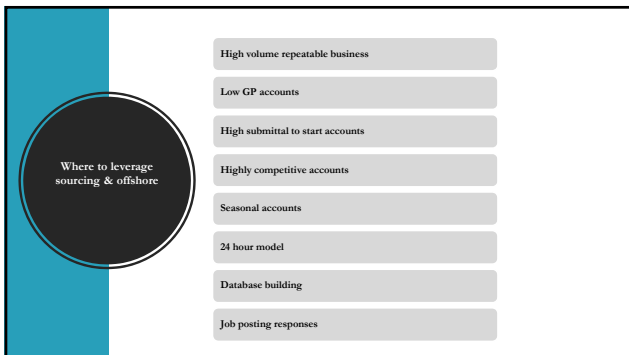 Where to leverage
sourcing & offshore
High volume repeatable business
Low GP accounts
High submittal to start accounts
Highly competitive accounts
Seasonal accounts
24 hour model
Database building
Job posting responses